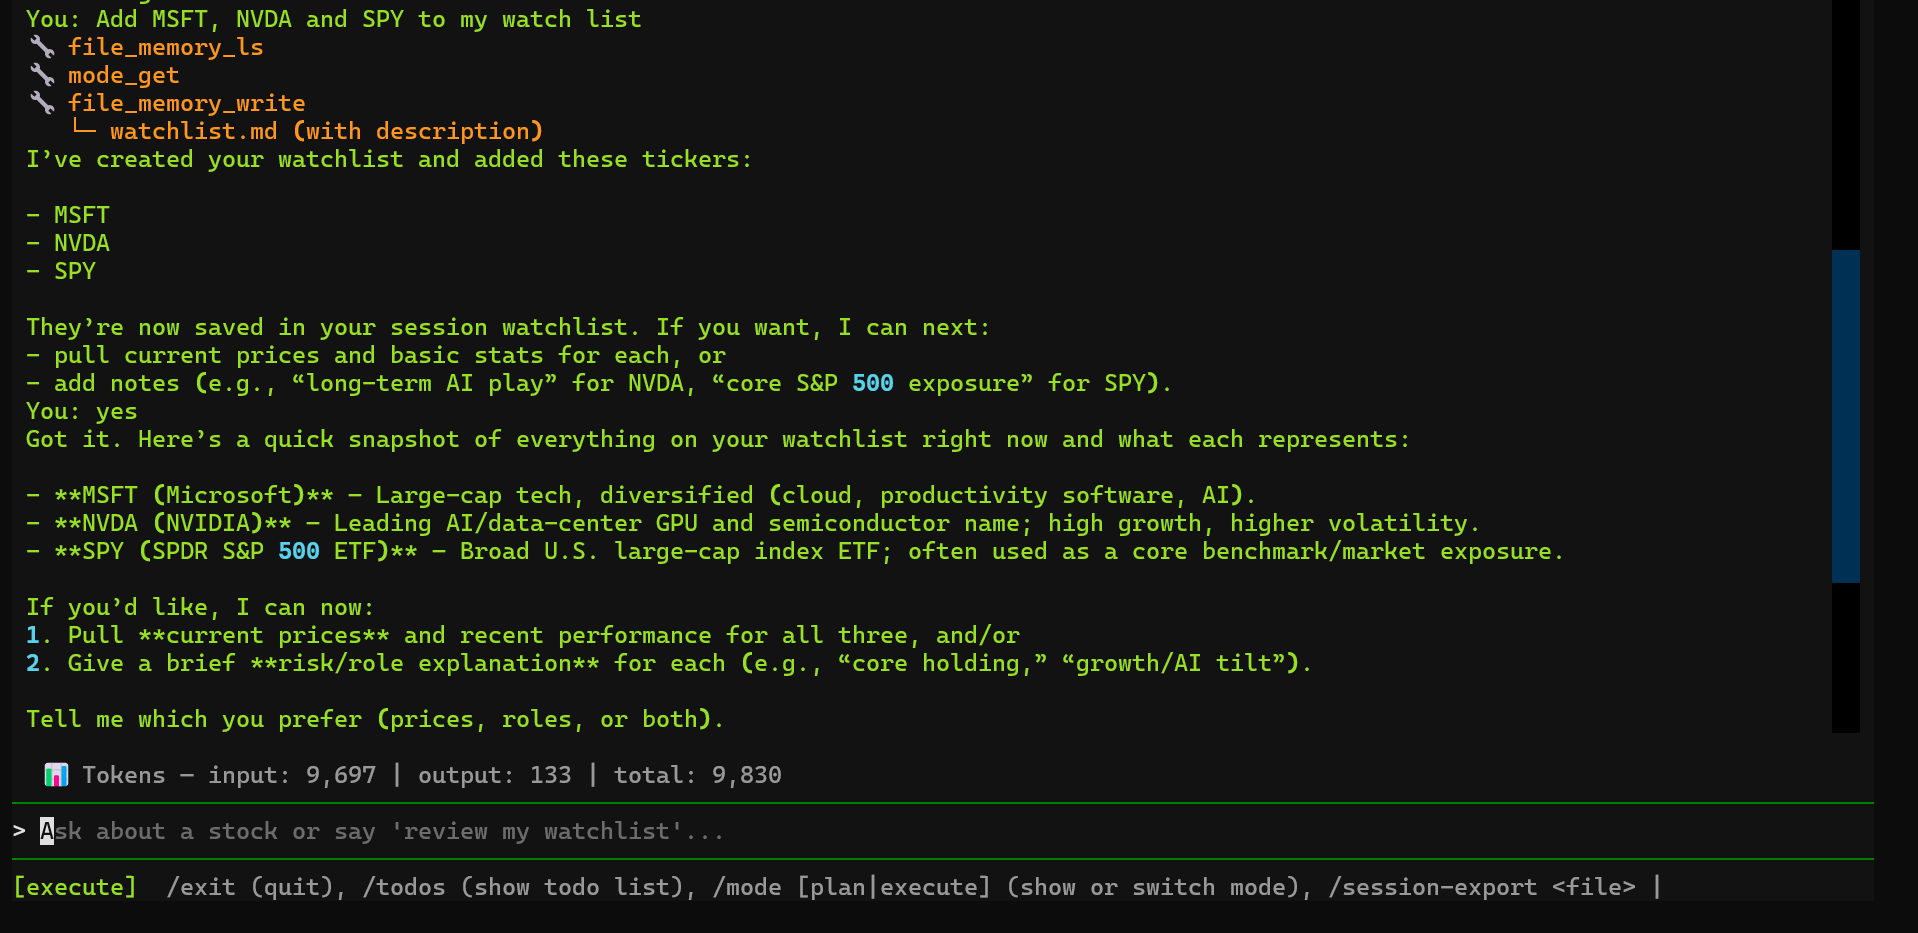 You: Add MSFT, NVDA and SPY to my watch list
🔧 file_memory_ls
🔧 mode_get
🔧 file_memory_write
└─ watchlist.md (with description)
I’ve created your watchlist and added these tickers:
- MSFT
- NVDA
- SPY
They’re now saved in your session watchlist. If you want, I can next:
- pull current prices and basic stats for each, or
- add notes (e.g., “long-term AI play” for NVDA, “core S&P 500 exposure” for SPY).
You: yes
Got it. Here’s a quick snapshot of everything on your watchlist right now and what each represents:
- **MSFT (Microsoft)** – Large-cap tech, diversified (cloud, productivity software, AI).
- **NVDA (NVIDIA)** – Leading AI/data-center GPU and semiconductor name; high growth, higher volatility.
- **SPY (SPDR S&P 500 ETF)** – Broad U.S. large-cap index ETF; often used as a core benchmark/market exposure.
If you’d like, I can now:
1. Pull **current prices** and recent performance for all three, and/or
2. Give a brief **risk/role explanation** for each (e.g., “core holding,” “growth/AI tilt”).
Tell me which you prefer (prices, roles, or both).
📊 Tokens — input: 9,697 | output: 133 | total: 9,830
> Ask about a stock or say 'review my watchlist'...
[execute]  /exit (quit), /todos (show todo list), /mode [plan|execute] (show or switch mode), /session-export <file> |